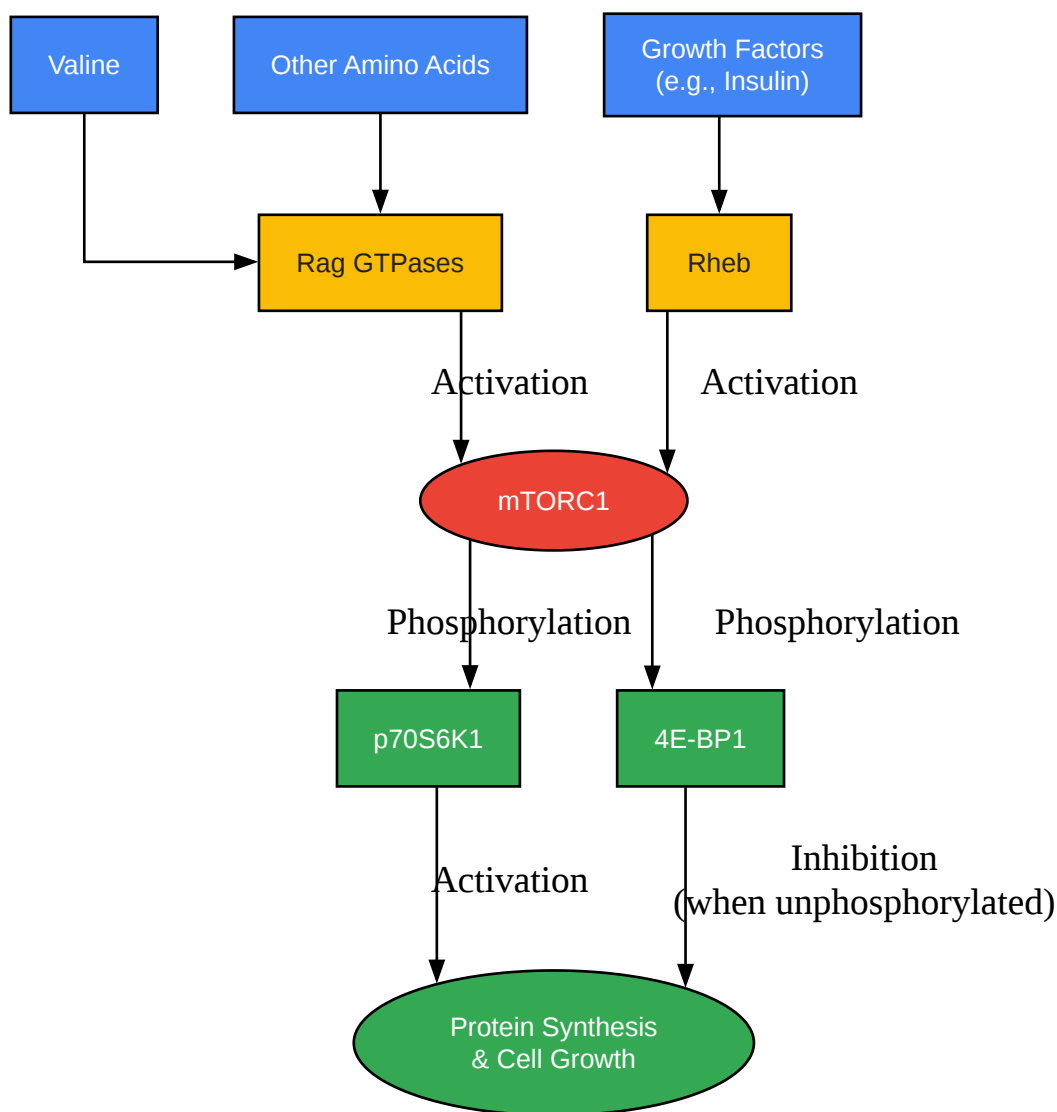 Valine
Other Amino Acids
Growth Factors
(e.g., Insulin)
Rag GTPases
Rheb
Activation
Activation
mTORC1
Phosphorylation
Phosphorylation
p70S6K1
4E-BP1
Activation
Inhibition
(when unphosphorylated)
Protein Synthesis
& Cell Growth